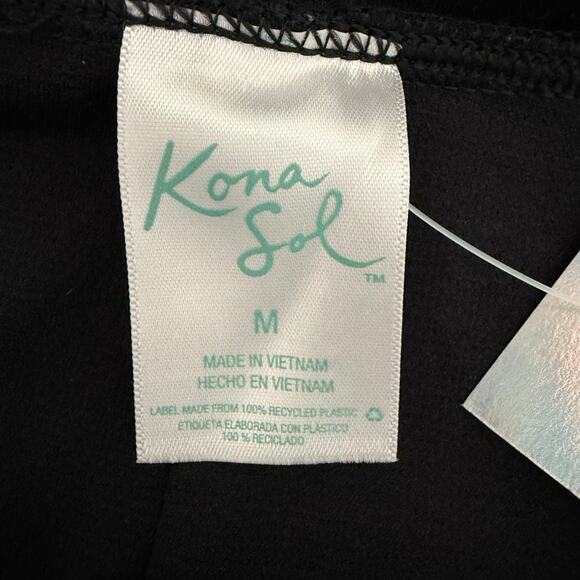 Kona
Sol
TM
M
MADE IN VIETNAM
HECHO EN VIETNAM
LABEL MADE FROM 100% RECYCLED PLASTIC
ETIQUETA ELABORADA CON PLÁSTICO
100% RECICLADO